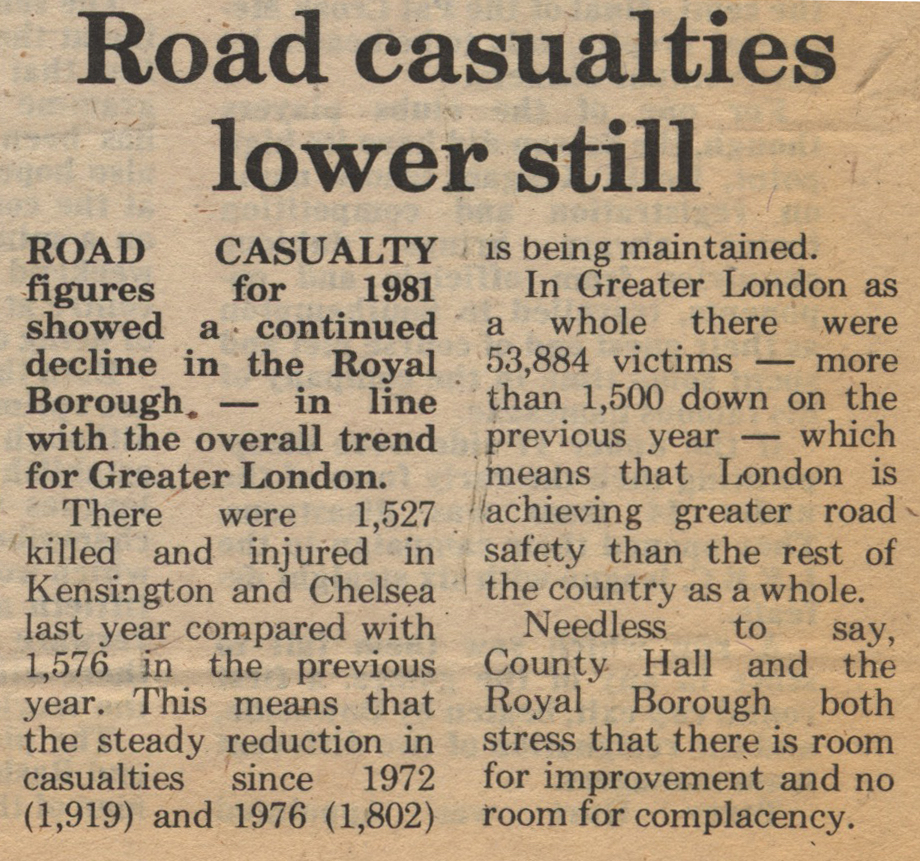 Road casualties
lower still
ROAD CASUALTY
figures for 1981
showed a continued
decline in the Royal
Borough. — in line
with the overall trend
for Greater London.
There were 1,527
killed and injured in
Kensington and Chelsea
last year compared with
1,576 in the previous
year. This means that
the steady reduction in
casualties since 1972
(1,919) and 1976 (1,802)
is being maintained.
In Greater London as
a whole there were
53,884 victims — more
than 1,500 down on the
previous year — which
means that London is
achieving greater road
safety than the rest of
the country as a whole.
Needless to say,
County Hall and the
Royal Borough both
stress that there is room
for improvement and no
room for complacency.